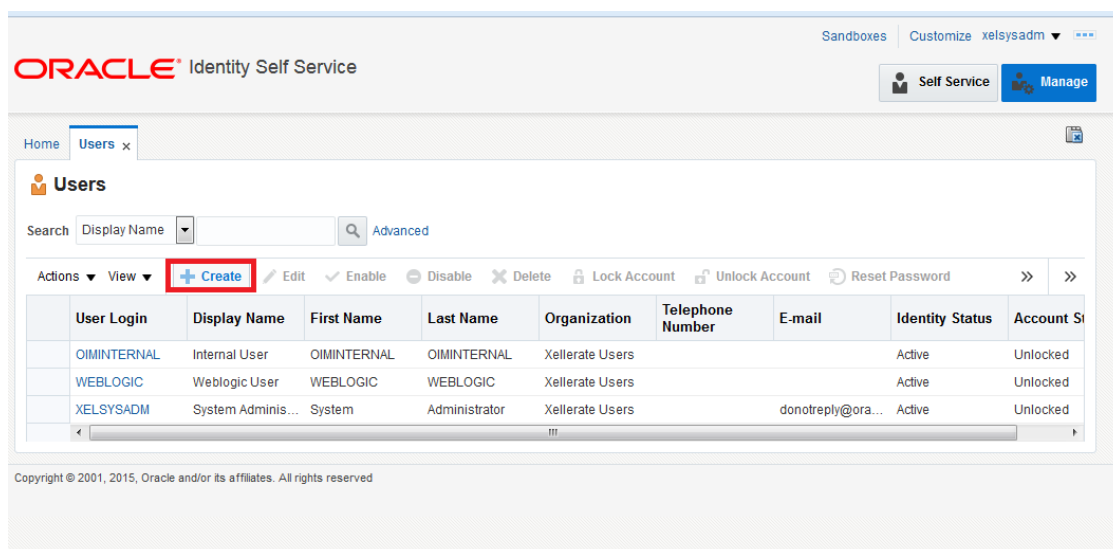 Sandboxes Customize xelsysadm
ORACLE® Identity Self Service
Self Service Manage
Home Users x
Users
Search Display Name Advanced
Actions View Create Edit Enable Disable Delete Lock Account Unlock Account Reset Password » »
User Login Display Name First Name Last Name Organization Telephone Number E-mail Identity Status Account St
OIMINTERNAL Internal User OIMINTERNAL OIMINTERNAL Xellerate Users Active Unlocked
WEBLOGIC Weblogic User WEBLOGIC WEBLOGIC Xellerate Users Active Unlocked
XELSYSADM System Adminis... System Administrator Xellerate Users donotreply@ora... Active Unlocked
Copyright © 2001, 2015, Oracle and/or its affiliates. All rights reserved